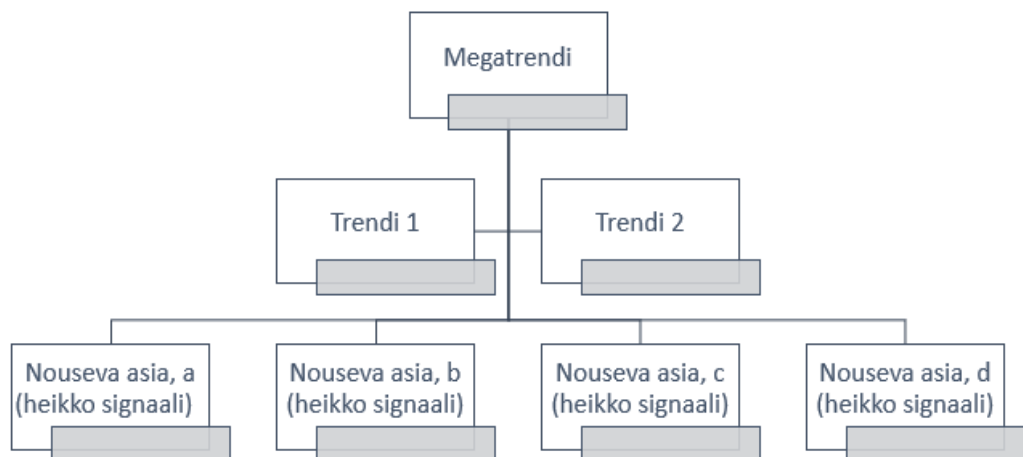 Megatrendi
Trendi 1
Trendi 2
Nouseva asia, a
(heikko signaali)
Nouseva asia, b
(heikko signaali)
Nouseva asia, c
(heikko signaali)
Nouseva asia, d
(heikko signaali)